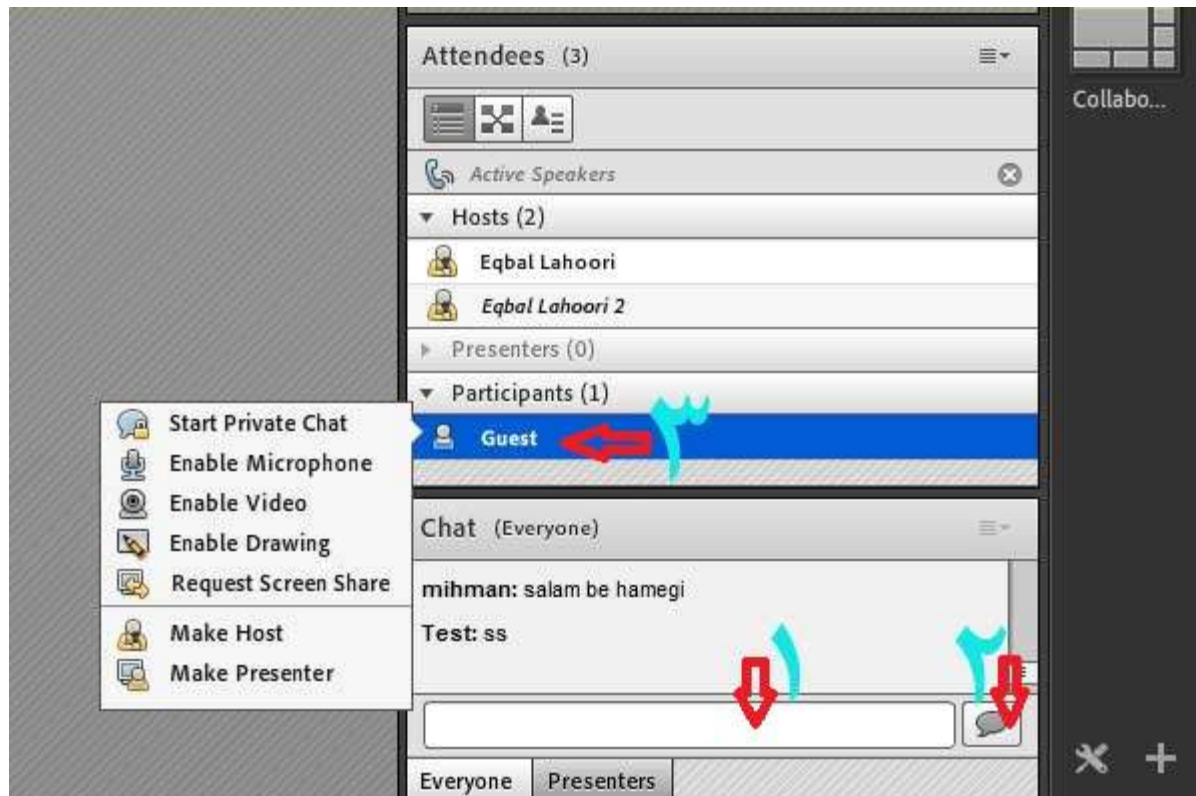 Attendees (3)
Collabo...
Active Speakers
Hosts (2)
Eqbal Lahoori
Eqbal Lahoori 2
Presenters (0)
Participants (1)
Guest
۳
Start Private Chat
Enable Microphone
Enable Video
Enable Drawing
Request Screen Share
Make Host
Make Presenter
Chat (Everyone)
mihman: salam be hamegi
Test: ss
۱
۲
Everyone Presenters